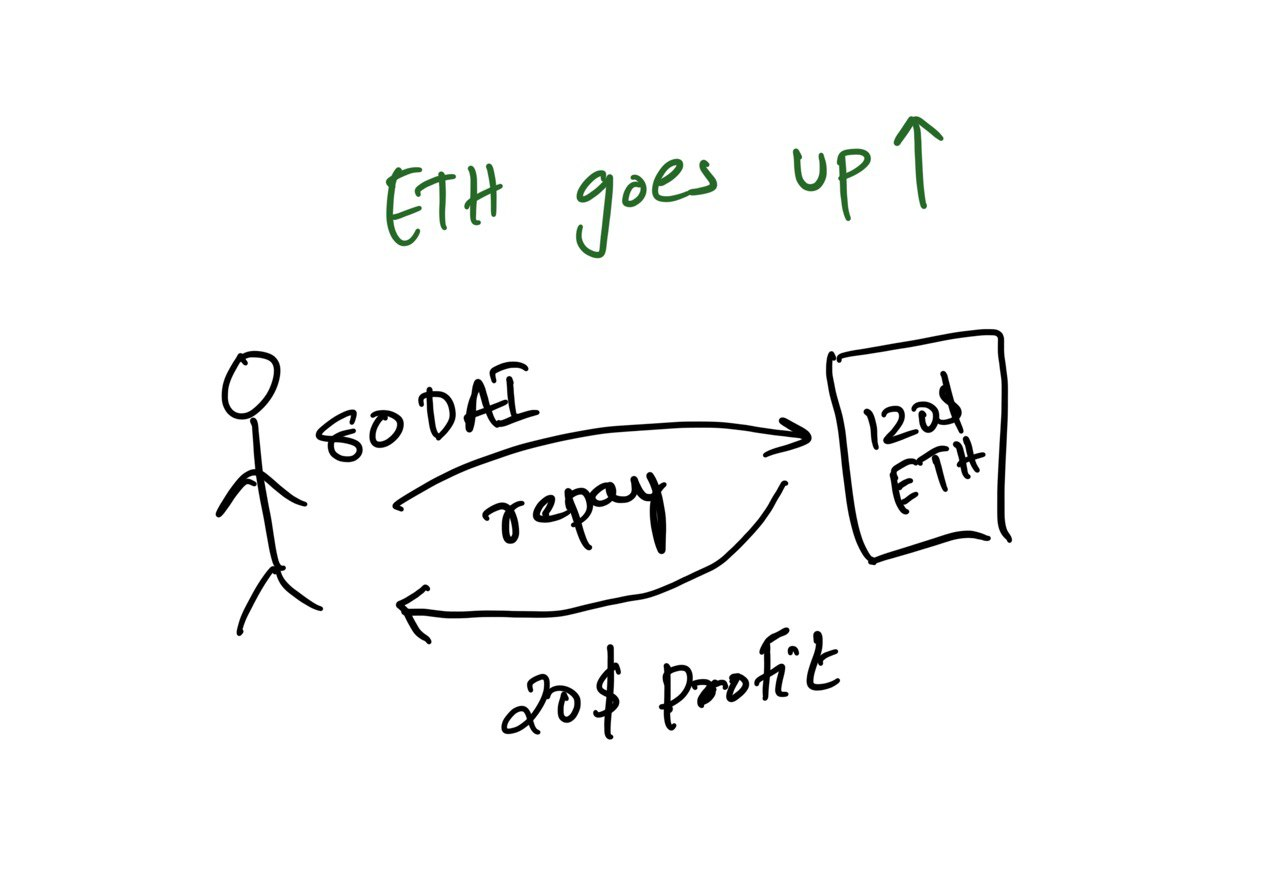 ETH goes up ↑
80 DAI
repay
120$
ETH
20$ Profit